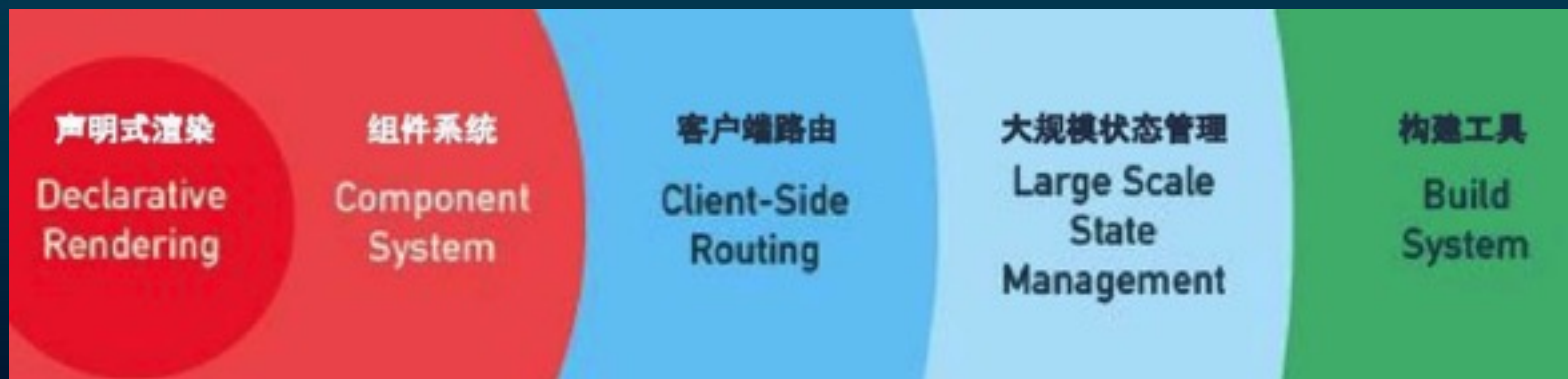 声明式渲染
Declarative
Rendering
组件系统
Component
System
客户端路由
Client-Side
Routing
大规模状态管理
Large Scale
State
Management
构建工具
Build
System